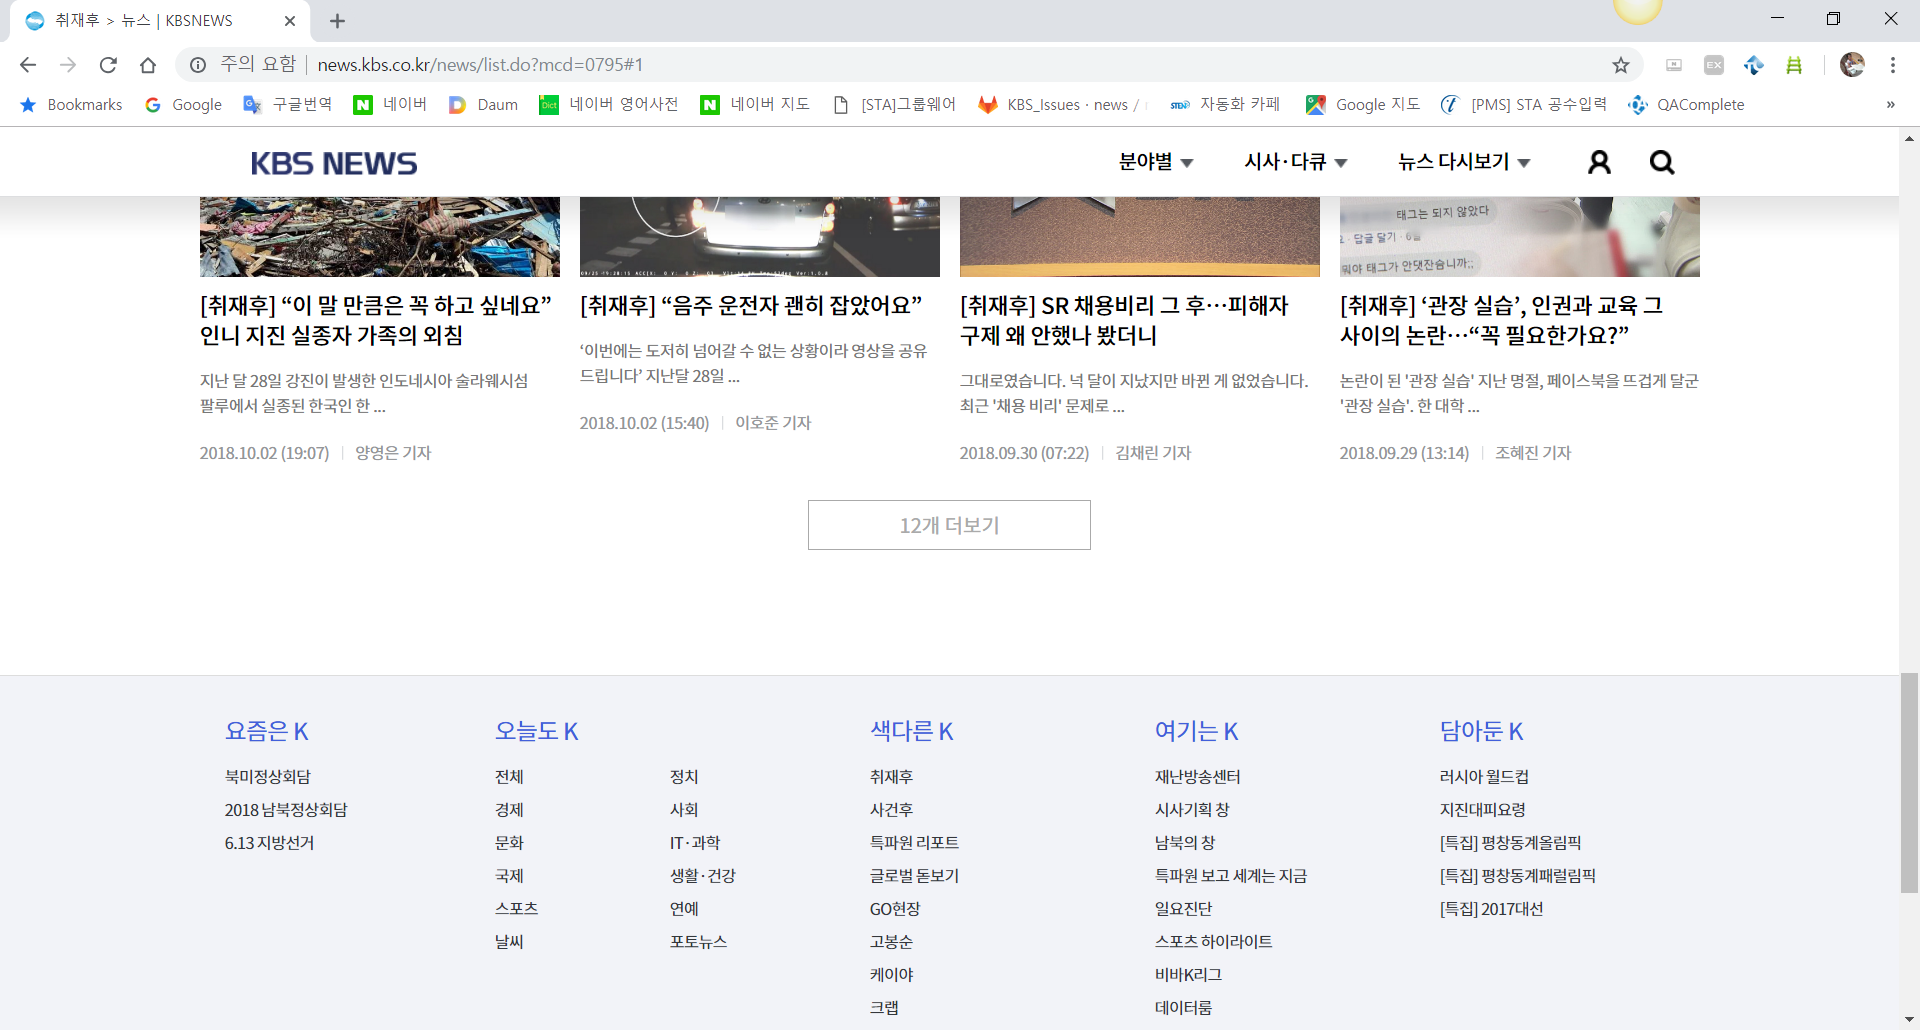 취재후 > 뉴스 | KBSNEWS
주의 요함 | news.kbs.co.kr/news/list.do?mcd=0795#1
EX
Bookmarks Google 구글번역 네이버 Daum 네이버 영어사전 네이버 지도 [STA]그룹웨어 KBS_Issues · news / 자동화 카페 Google 지도 [PMS] STA 공수입력 QAComplete »
KBS NEWS 분야별 시사·다큐 뉴스 다시보기
태그는 되지 않았다
답글 달기
뭐야 태그가 안댓잔슴니까;;
[취재후] “이 말 만큼은 꼭 하고 싶네요”
인니 지진 실종자 가족의 외침
지난 달 28일 강진이 발생한 인도네시아 술라웨시섬
팔루에서 실종된 한국인 한 ...
2018.10.02 (19:07) | 양영은 기자
[취재후] “음주 운전자 괜히 잡았어요”
‘이번에는 도저히 넘어갈 수 없는 상황이라 영상을 공유
드립니다’ 지난달 28일 ...
2018.10.02 (15:40) | 이호준 기자
[취재후] SR 채용비리 그 후…피해자
구제 왜 안했나 봤더니
그대로였습니다. 넉 달이 지났지만 바뀐 게 없었습니다.
최근 '채용 비리' 문제로 ...
2018.09.30 (07:22) | 김채린 기자
[취재후] ‘관장 실습’, 인권과 교육 그
사이의 논란…“꼭 필요한가요?”
논란이 된 '관장 실습' 지난 명절, 페이스북을 뜨겁게 달군
'관장 실습'. 한 대학 ...
2018.09.29 (13:14) | 조혜진 기자
12개 더보기
요즘은 K
북미정상회담
2018 남북정상회담
6.13 지방선거
오늘도 K
전체 정치
경제 사회
문화 IT·과학
국제 생활·건강
스포츠 연예
날씨 포토뉴스
색다른 K
취재후
사건후
특파원 리포트
글로벌 돋보기
GO현장
고봉순
케이야
크랩
여기는 K
재난방송센터
시사기획 창
남북의 창
특파원 보고 세계는 지금
일요진단
스포츠 하이라이트
비바K리그
데이터룸
담아둔 K
러시아 월드컵
지진대피요령
[특집] 평창동계올림픽
[특집] 평창동계패럴림픽
[특집] 2017대선